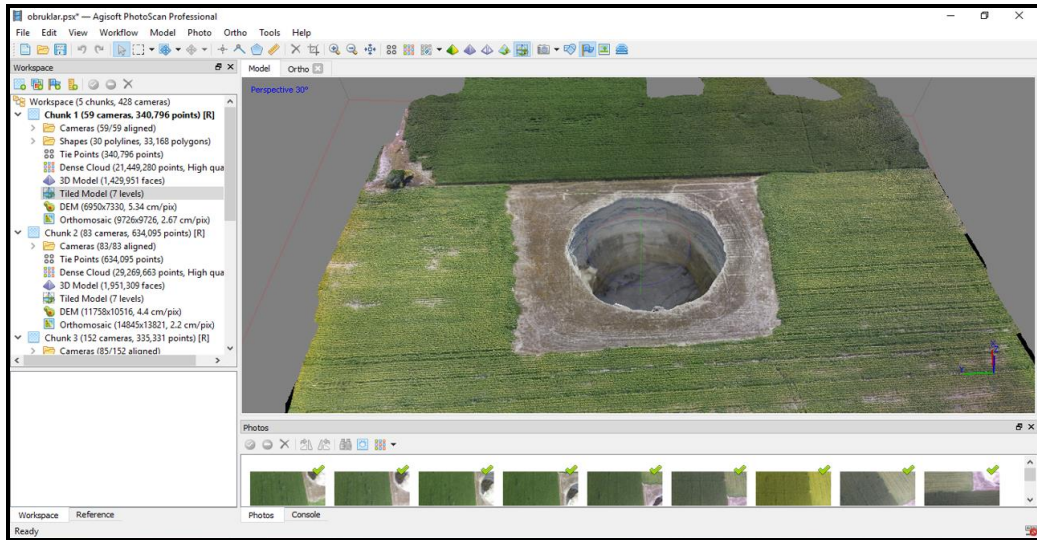 obruklar.psx* — Agisoft PhotoScan Professional
File Edit View Workflow Model Photo Ortho Tools Help
Workspace
Model Ortho
Perspective 30°
Workspace (5 chunks, 428 cameras)
Chunk 1 (59 cameras, 340,796 points) [R]
Cameras (59/59 aligned)
Shapes (30 polylines, 33,168 polygons)
Tie Points (340,796 points)
Dense Cloud (21,449,280 points, High qua
3D Model (1,429,951 faces)
Tiled Model (7 levels)
DEM (6950x7330, 5.34 cm/pix)
Orthomosaic (9726x9726, 2.67 cm/pix)
Chunk 2 (83 cameras, 634,095 points) [R]
Cameras (83/83 aligned)
Tie Points (634,095 points)
Dense Cloud (29,269,663 points, High qua
3D Model (1,951,309 faces)
Tiled Model (7 levels)
DEM (11758x10516, 4.4 cm/pix)
Orthomosaic (14845x13821, 2.2 cm/pix)
Chunk 3 (152 cameras, 335,331 points) [R]
Cameras (85/152 aligned)
Photos
Workspace Reference
Photos Console
Ready